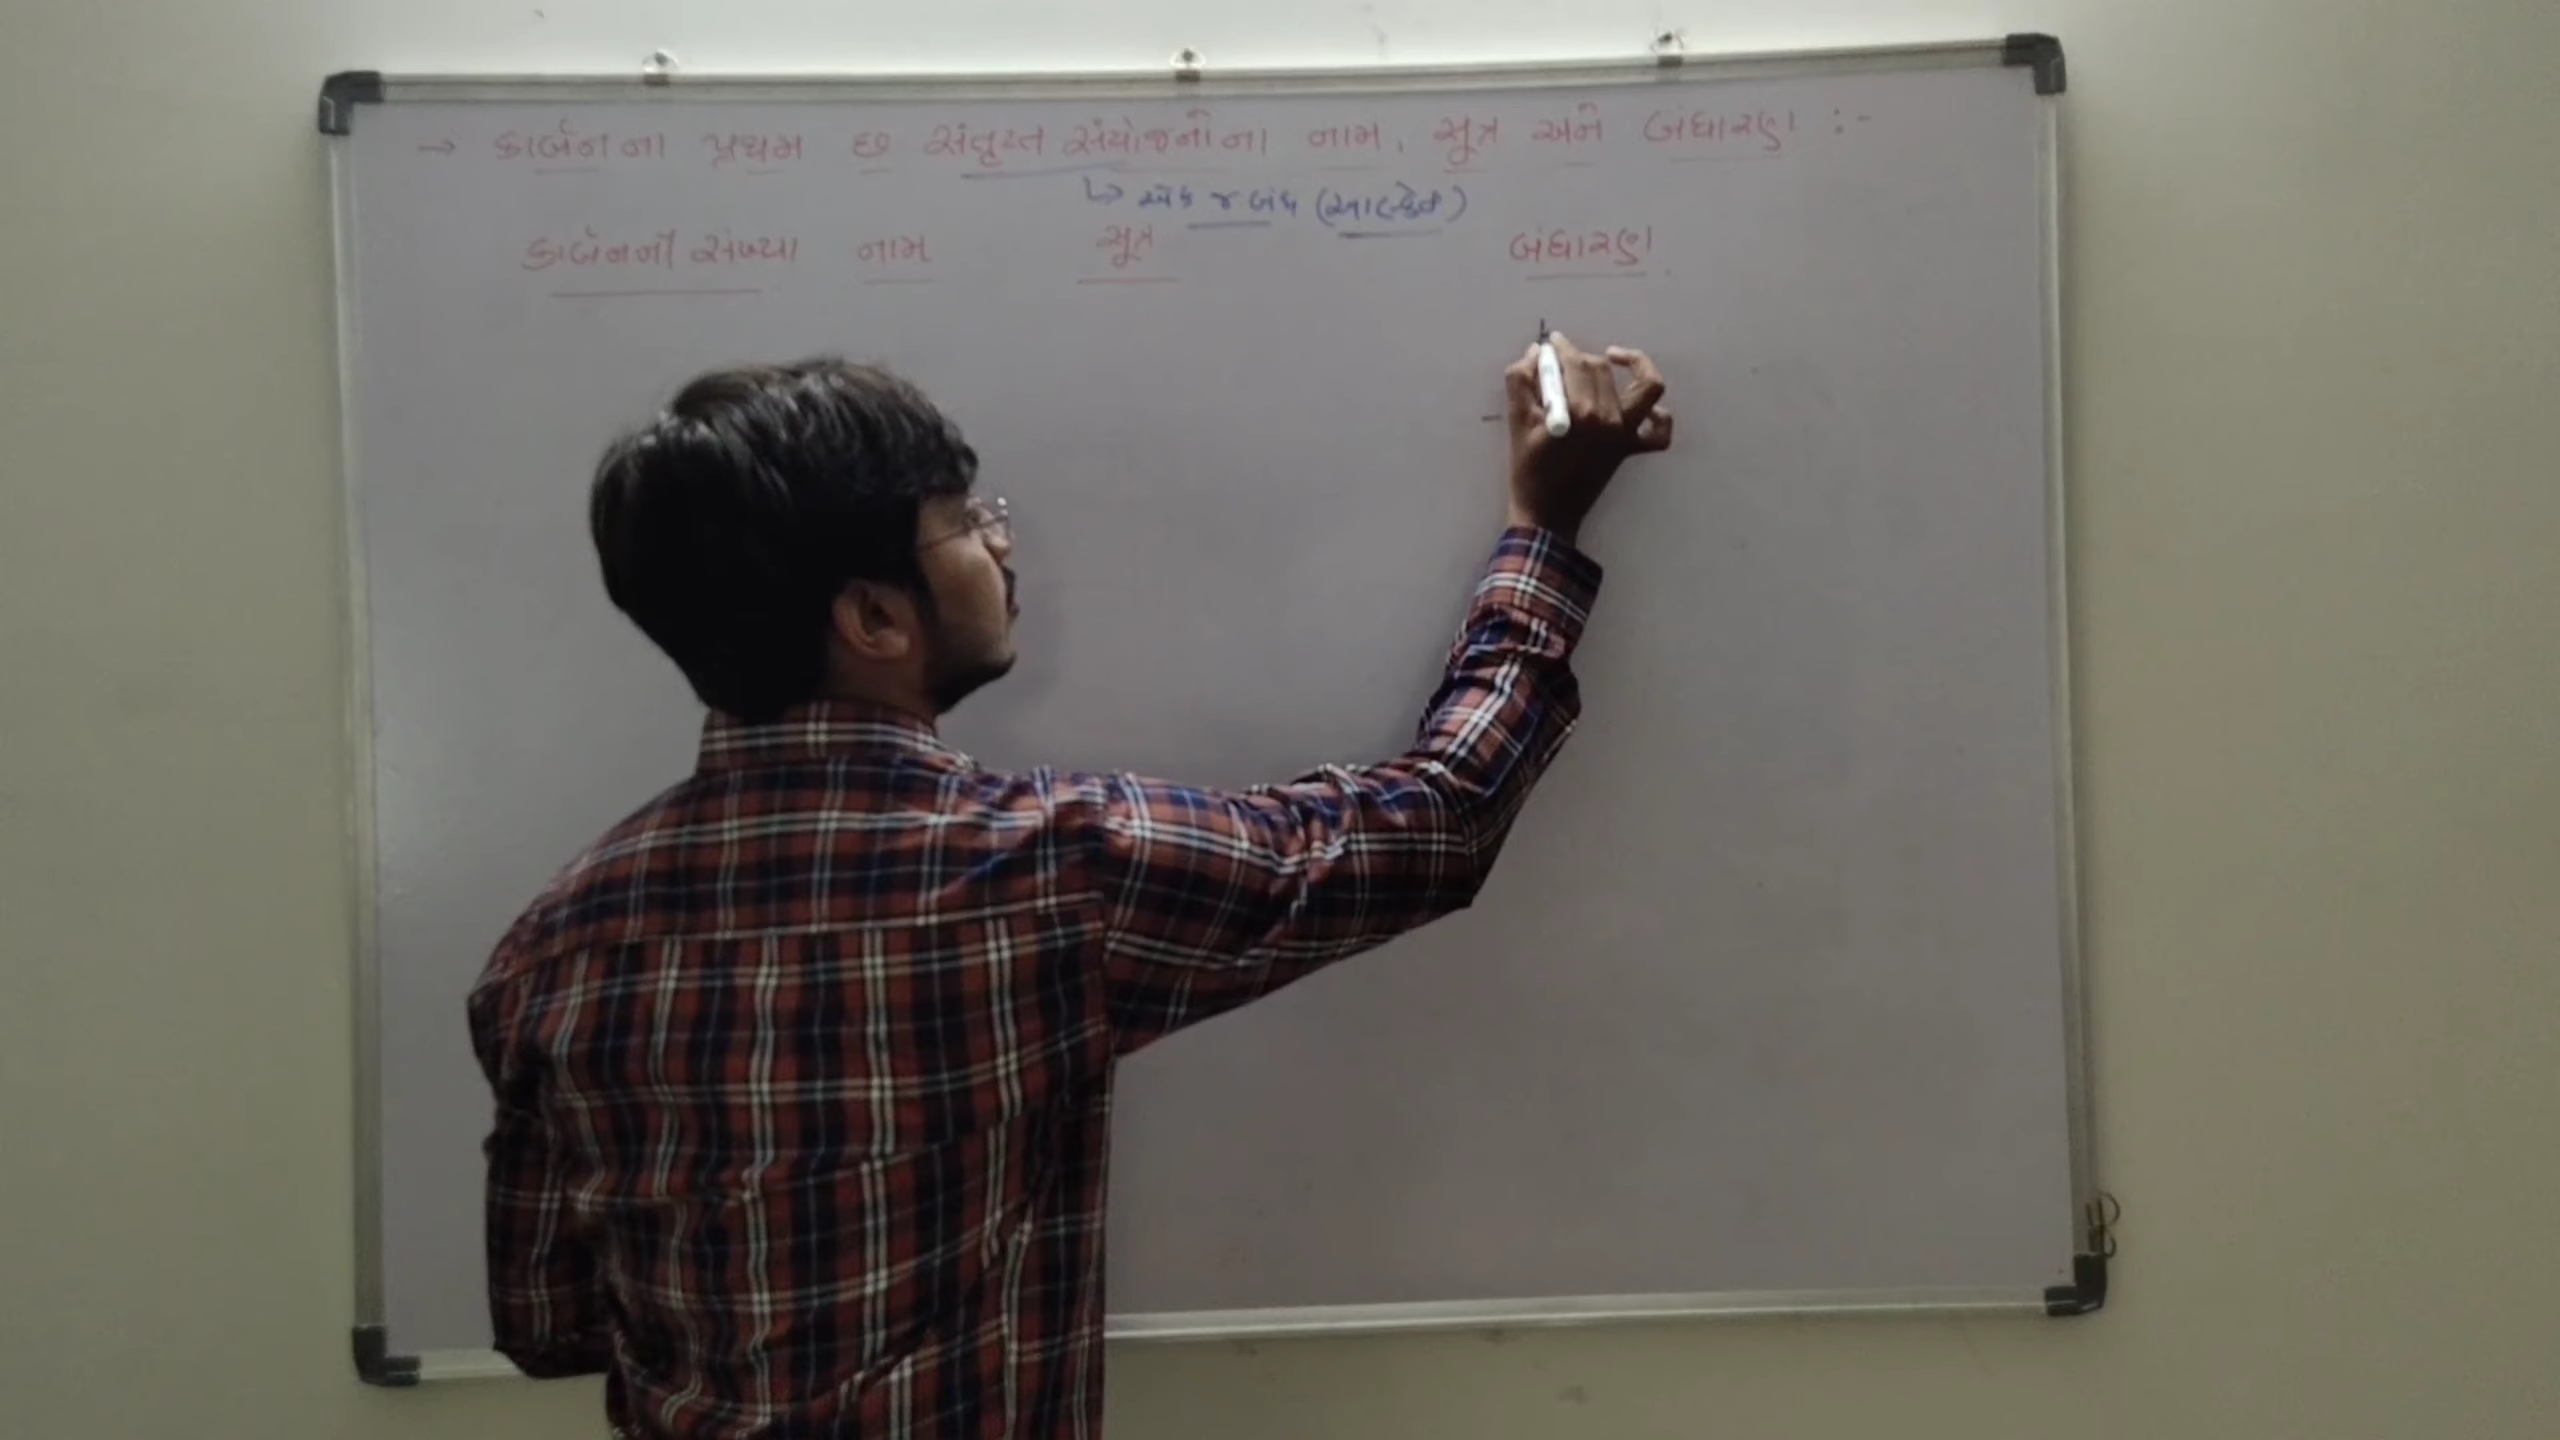 → કાર્બનના પ્રથમ છ સંતૃપ્ત સંયોજનોના નામ, સૂત્ર અને બંધારણ :-
↳ એક જ બંધ (આલ્કેન)
કાર્બનની સંખ્યા નામ સૂત્ર બંધારણ